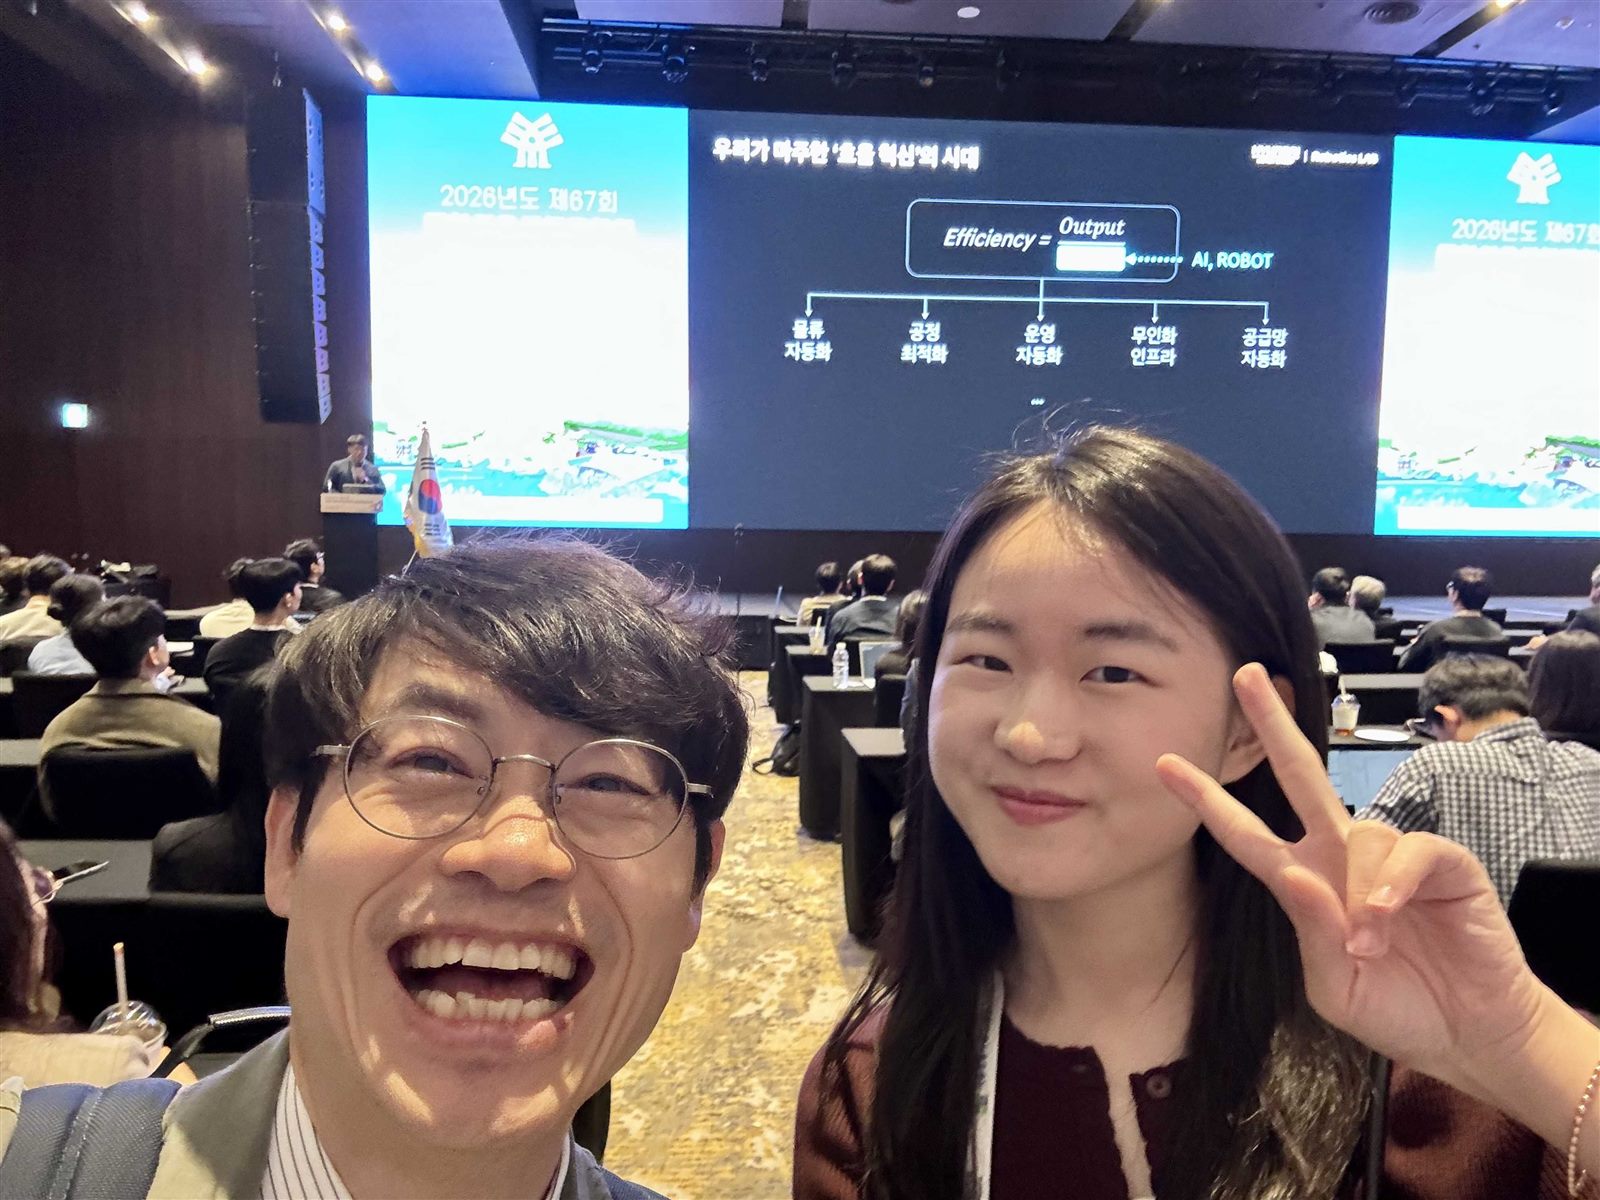 2026년도 제67회
우리가 마주한 '효율 혁신'의 시대
Robotics LAB
Efficiency = Output
AI, ROBOT
물류
자동화
공정
최적화
운영
자동화
무인화
인프라
공급망
자동화
...
2026년도 제67회